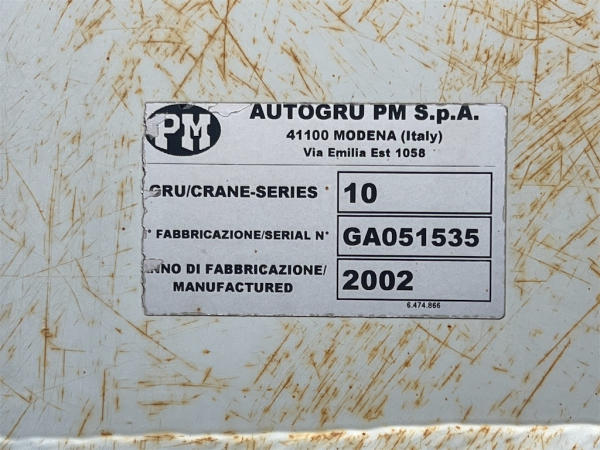 PM
AUTOGRU PM S.p.A.
41100 MODENA (Italy)
Via Emilia Est 1058
GRU/CRANE-SERIES 10
° FABBRICAZIONE/SERIAL N° GA051535
NNO DI FABBRICAZIONE/
MANUFACTURED 2002
6.474.866